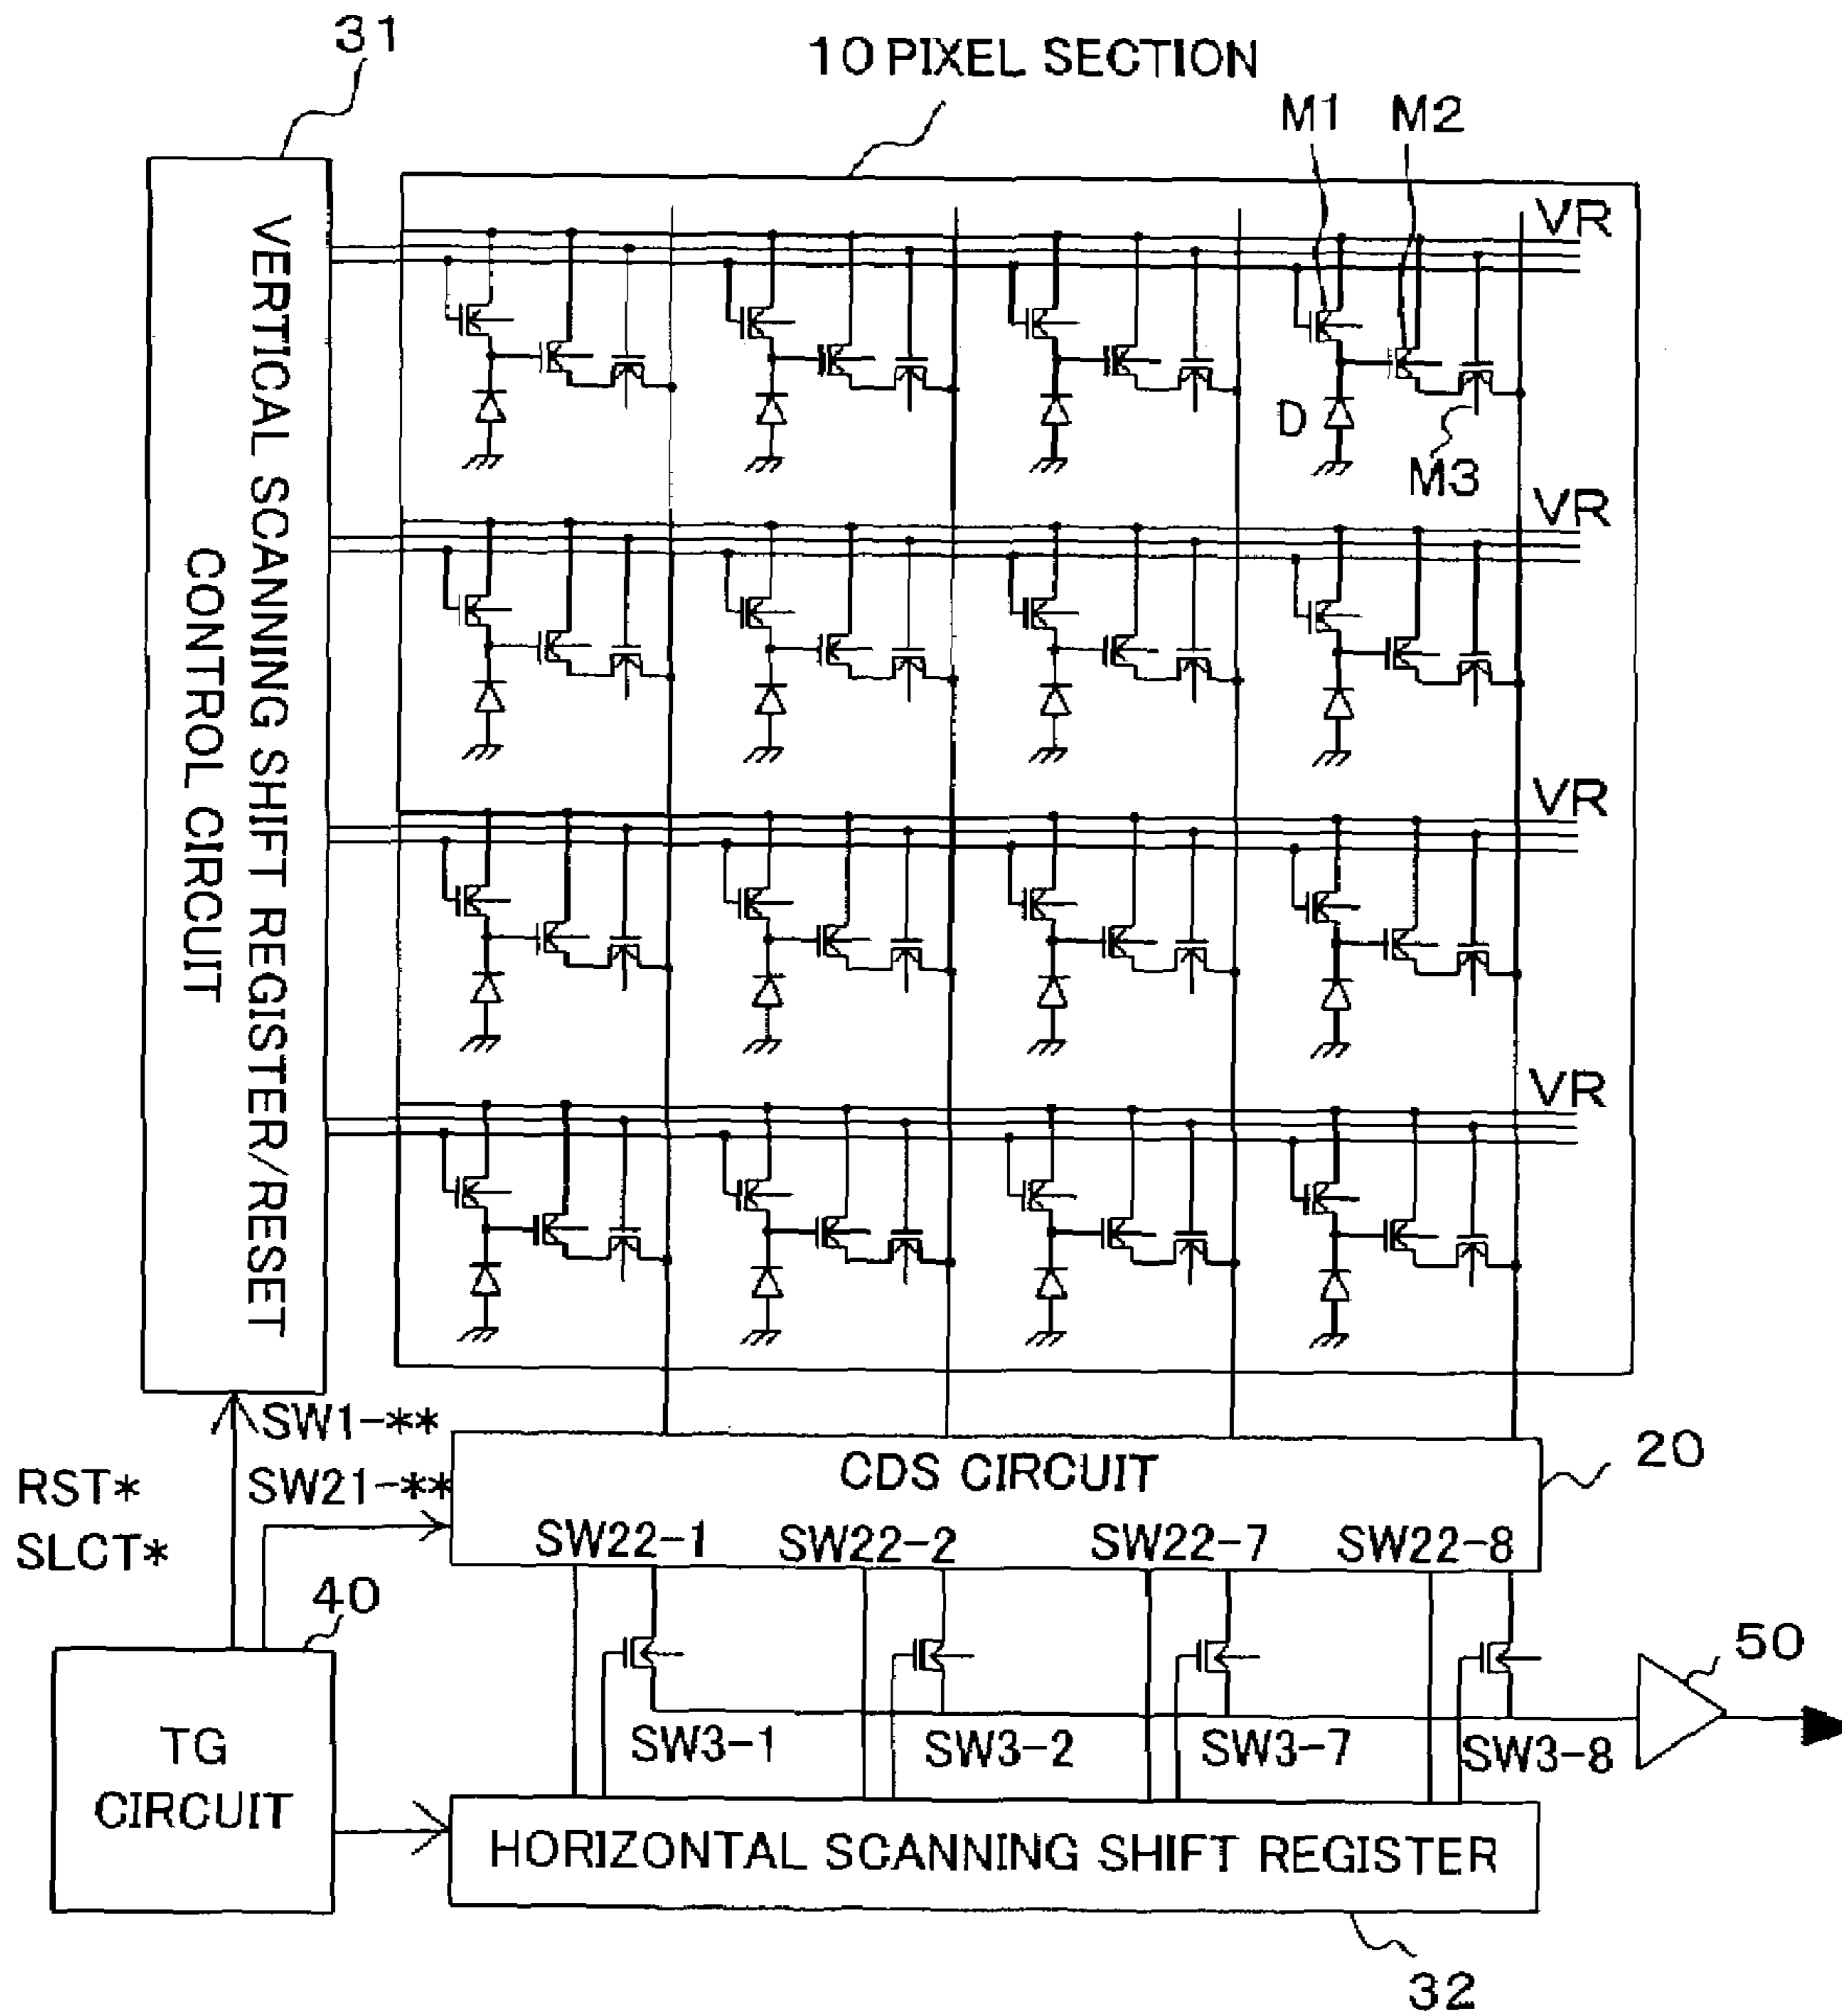 31
10 PIXEL SECTION
M1 M2
VR
D
M3
VR
VR
VR
VERTICAL SCANNING SHIFT REGISTER/RESET
CONTROL CIRCUIT
SW1-**
RST*
SLCT*
SW21-**
CDS CIRCUIT
20
SW22-1 SW22-2 SW22-7 SW22-8
40
50
TG
CIRCUIT
SW3-1 SW3-2 SW3-7 SW3-8
HORIZONTAL SCANNING SHIFT REGISTER
32